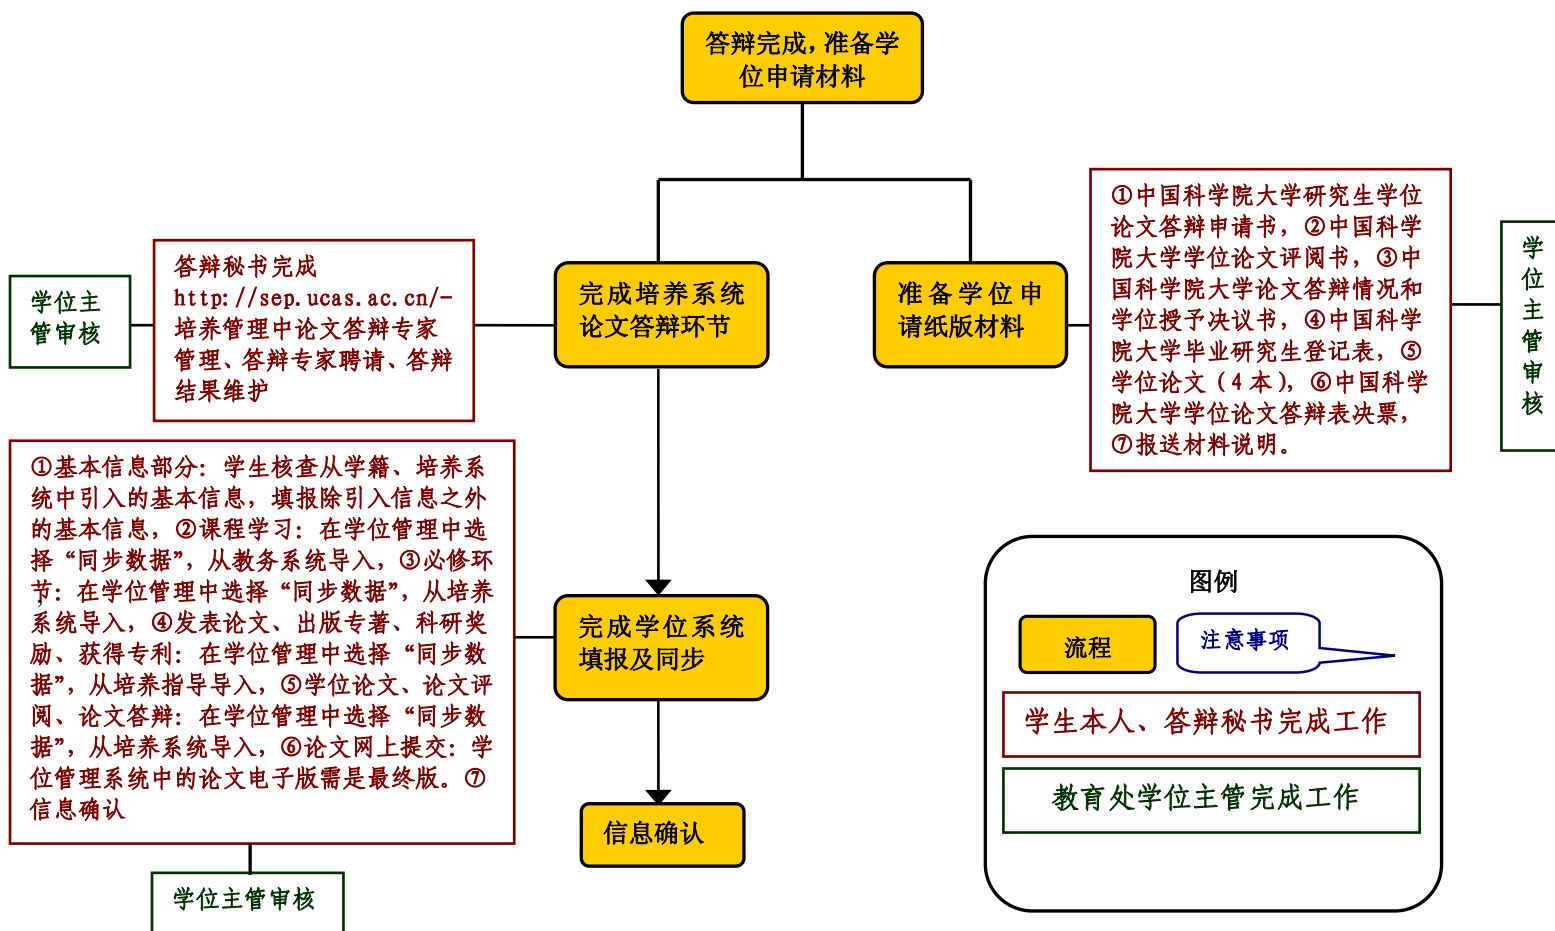 答辩完成，准备学
位申请材料
①中国科学院大学研究生学位
论文答辩申请书，②中国科学
院大学学位论文评阅书，③中
国科学院大学论文答辩情况和
学位授予决议书，④中国科学
院大学毕业研究生登记表，⑤
学位论文（4本），⑥中国科学
院大学学位论文答辩表决票，
⑦报送材料说明。
学
位
主
管
审
核
答辩秘书完成
http://sep.ucas.ac.cn/-
培养管理中论文答辩专家
管理、答辩专家聘请、答辩
结果维护
学位主
管审核
完成培养系统
论文答辩环节
准备学位申
请纸版材料
①基本信息部分：学生核查从学籍、培养系
统中引入的基本信息，填报除引入信息之外
的基本信息，②课程学习：在学位管理中选
择“同步数据”，从教务系统导入，③必修环
节：在学位管理中选择“同步数据”，从培养
系统导入，④发表论文、出版专著、科研奖
励、获得专利：在学位管理中选择“同步数
据”，从培养指导导入，⑤学位论文、论文评
阅、论文答辩：在学位管理中选择“同步数
据”，从培养系统导入，⑥论文网上提交：学
位管理系统中的论文电子版需是最终版。⑦
信息确认
完成学位系统
填报及同步
信息确认
学位主管审核
图例
流程
注意事项
学生本人、答辩秘书完成工作
教育处学位主管完成工作